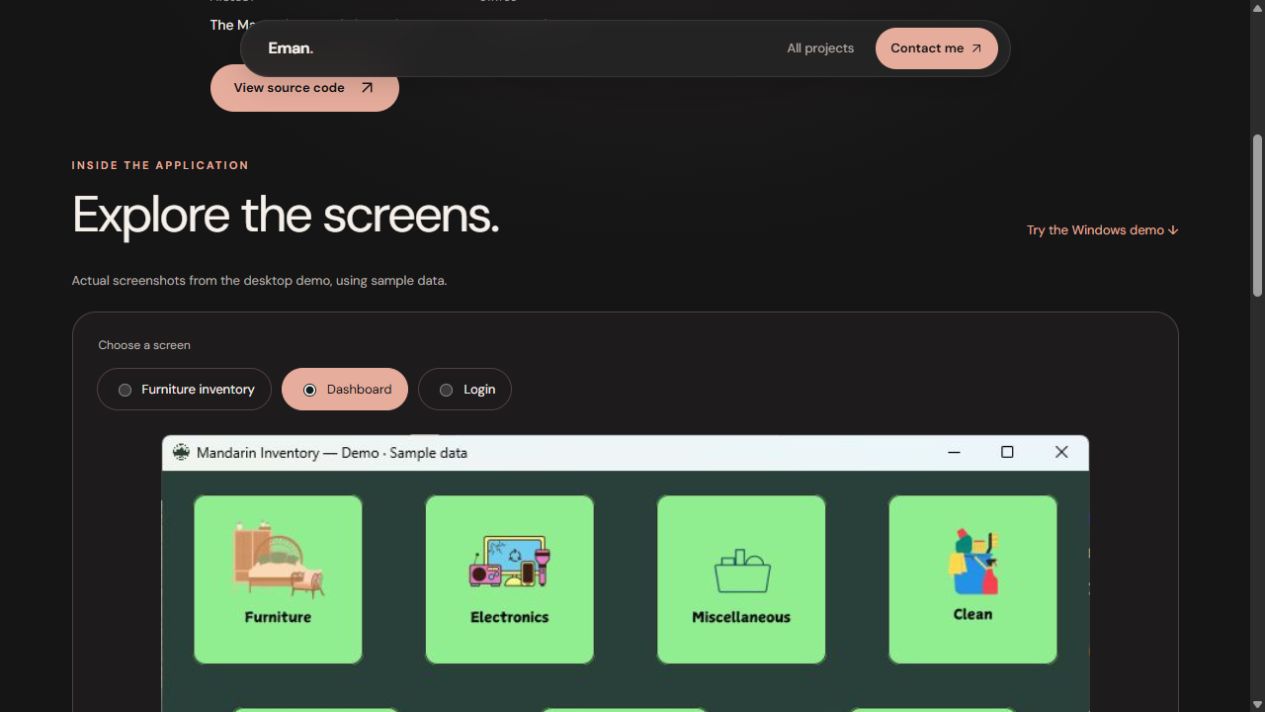 The Ma
Eman.
All projects
Contact me
View source code
INSIDE THE APPLICATION
Explore the screens.
Try the Windows demo ↓
Actual screenshots from the desktop demo, using sample data.
Choose a screen
Furniture inventory
Dashboard
Login
Mandarin Inventory — Demo · Sample data
Furniture
Electronics
Miscellaneous
Clean